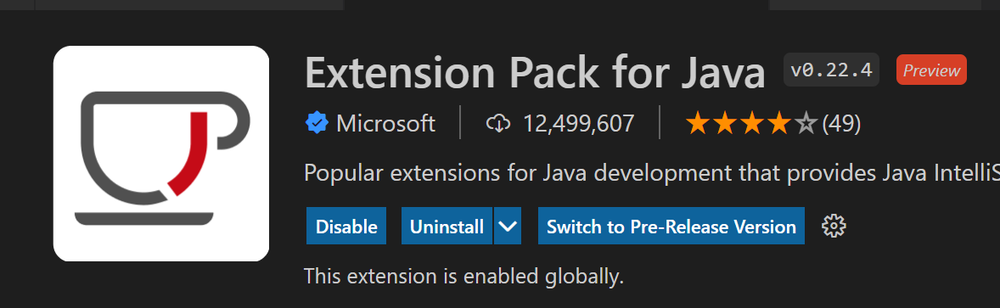 Extension Pack for Java v0.22.4 Preview
Microsoft 12,499,607 (49)
Popular extensions for Java development that provides Java IntelliS
Disable Uninstall Switch to Pre-Release Version
This extension is enabled globally.